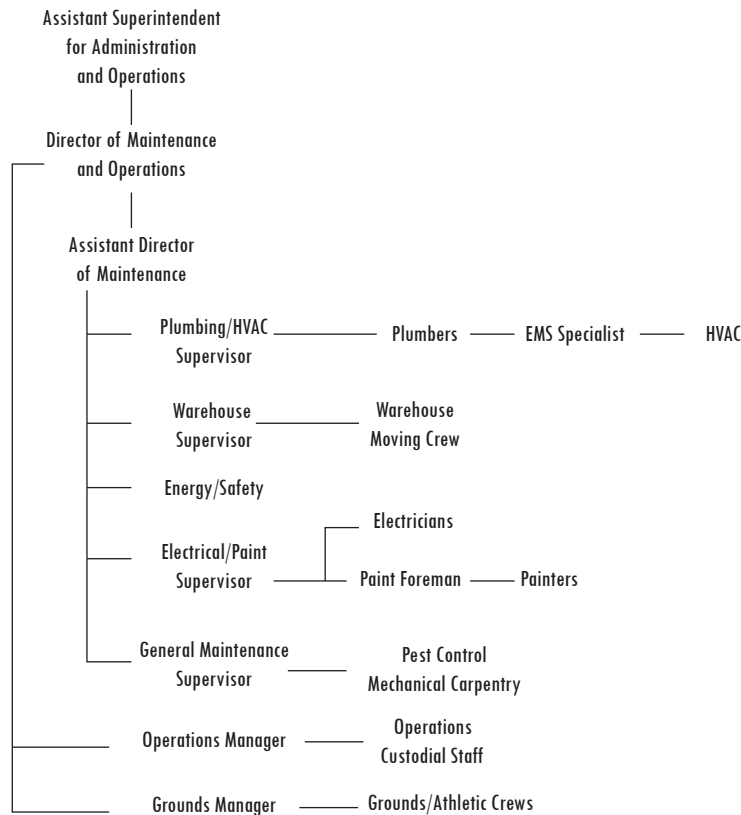 Assistant Superintendent
for Administration
and Operations
Director of Maintenance
and Operations
Assistant Director
of Maintenance
Plumbing/HVAC
Supervisor
Plumbers
EMS Specialist
HVAC
Warehouse
Supervisor
Warehouse
Moving Crew
Energy/Safety
Electrical/Paint
Supervisor
Electricians
Paint Foreman
Painters
General Maintenance
Supervisor
Pest Control
Mechanical Carpentry
Operations Manager
Operations
Custodial Staff
Grounds Manager
Grounds/Athletic Crews